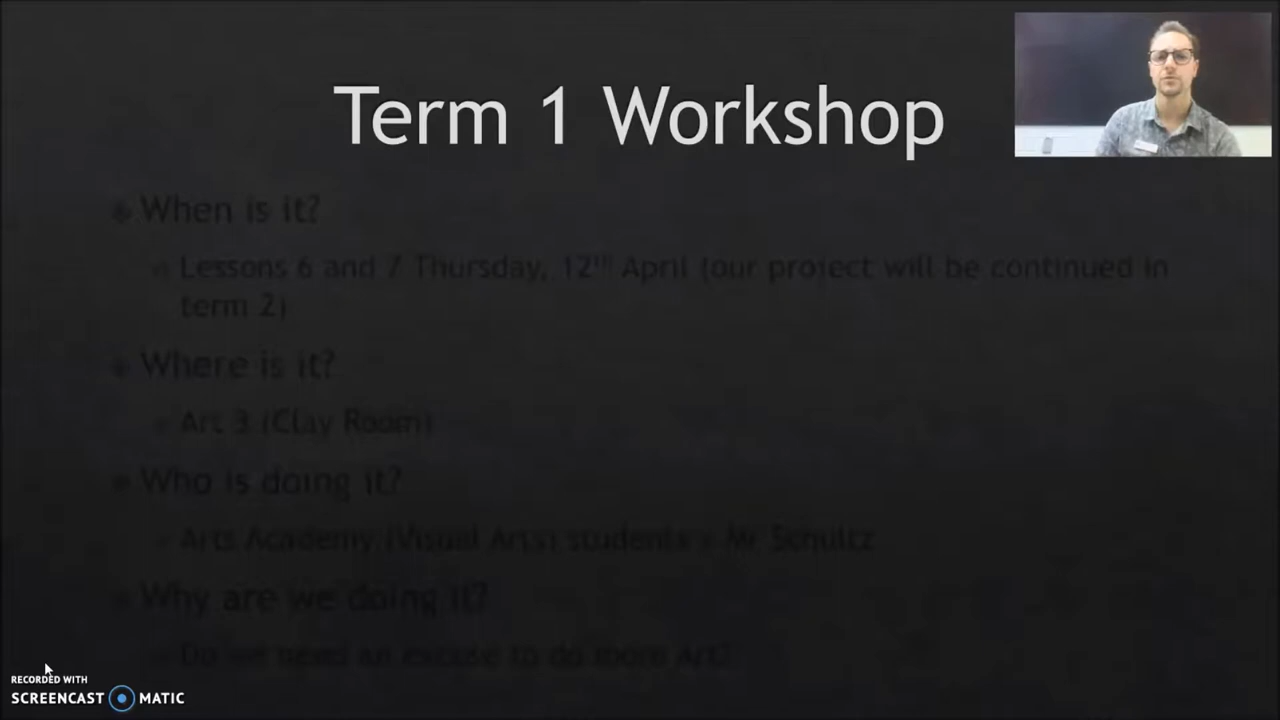 Term 1 Workshop
When is it?
Lessons 6 and 7 Thursday, 12th April (our project will be continued in
term 2)
Where is it?
Art 3 (Clay Room)
Who is doing it?
Arts Academy (Visual Arts) students + Mr Schultz
Why are we doing it?
Do we need an excuse to do more Art?
RECORDED WITH
SCREENCAST MATIC